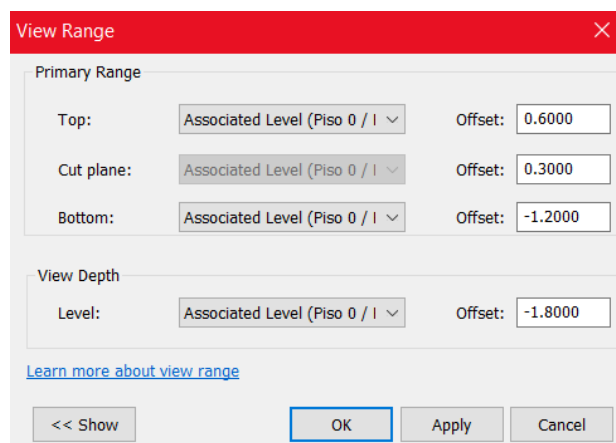 View Range
Primary Range
Top: Associated Level (Piso 0 / Offset: 0.6000
Cut plane: Associated Level (Piso 0 / Offset: 0.3000
Bottom: Associated Level (Piso 0 / Offset: -1.2000
View Depth
Level: Associated Level (Piso 0 / Offset: -1.8000
Learn more about view range
<< Show OK Apply Cancel